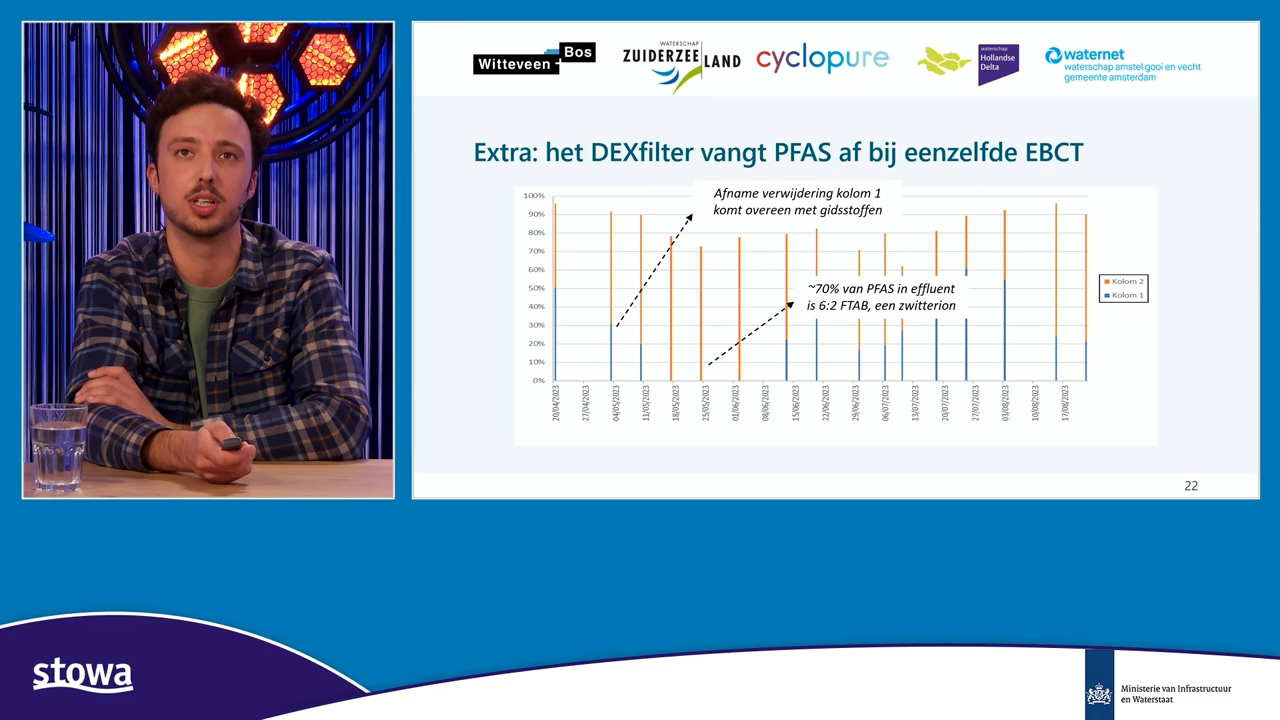 Witteveen
Bos
WATERSCHAP
ZUIDERZEE
LAND
cyclopure
waterschap
Hollandse
Delta
waternet
waterschap amstel gooi en vecht
gemeente amsterdam
Extra: het DEXfilter vangt PFAS af bij eenzelfde EBCT
Afname verwijdering kolom 1
komt overeen met gidsstoffen
~70% van PFAS in effluent
is 6:2 FTAB, een zwitterion
100%
90%
80%
70%
60%
50%
40%
30%
20%
10%
0%
20/04/2023
27/04/2023
04/05/2023
11/05/2023
18/05/2023
25/05/2023
01/06/2023
08/06/2023
15/06/2023
22/06/2023
29/06/2023
06/07/2023
13/07/2023
20/07/2023
27/07/2023
03/08/2023
10/08/2023
17/08/2023
Kolom 2
Kolom 1
22
stowa
Ministerie van Infrastructuur
en Waterstaat